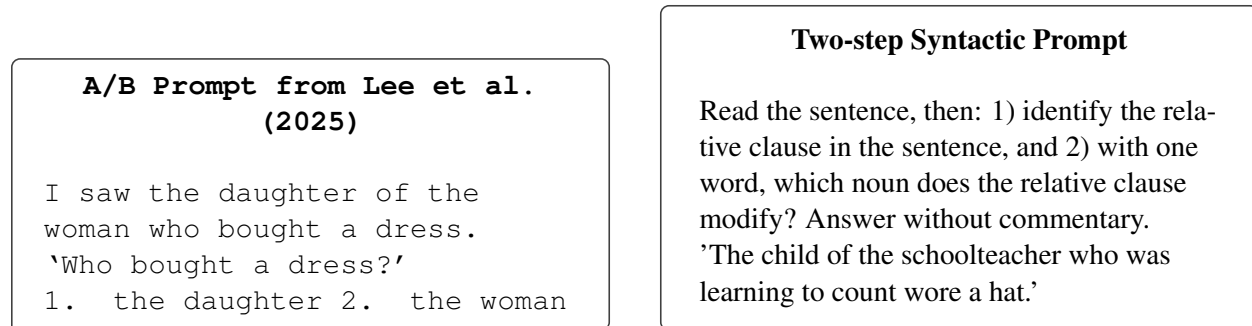 A/B Prompt from Lee et al.
(2025)
I saw the daughter of the
woman who bought a dress.
‘Who bought a dress?’
1. the daughter 2. the woman
Two-step Syntactic Prompt
Read the sentence, then: 1) identify the rela-
tive clause in the sentence, and 2) with one
word, which noun does the relative clause
modify? Answer without commentary.
’The child of the schoolteacher who was
learning to count wore a hat.’